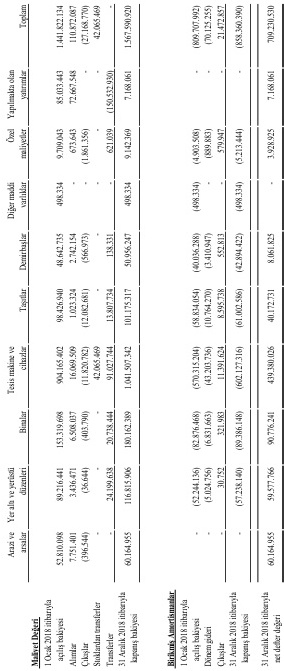 Arazi ve arsalar Yer altı ve yerüstü düzenleri Binalar Tesis makine ve cihazlar Taşıtlar Demirbaşlar Diğer maddi varlıklar Özel maliyetler Yapılmakta olan yatırımlar Toplam
Maliyet Değeri
1 Ocak 2018 itibarıyla
açılış bakiyesi 52.810.098 89.216.441 153.319.698 904.165.402 98.426.940 48.642.735 498.334 9.709.043 85.033.443 1.441.822.134
Alımlar 7.751.401 3.436.471 6.508.037 16.069.509 1.023.324 2.742.154 - 673.643 72.667.548 110.872.087
Çıkışlar (396.544) (36.644) (403.790) (11.820.782) (12.082.681) (566.973) - (1.861.356) - (27.168.770)
Stoklardan transferler - - - 42.065.469 - - - - - 42.065.469
Transferler - 24.199.638 20.738.444 91.027.744 13.807.734 138.331 - 621.039 (150.532.930) -
31 Aralık 2018 itibarıyla
kapanış bakiyesi 60.164.955 116.815.906 180.162.389 1.041.507.342 101.175.317 50.956.247 498.334 9.142.369 7.168.061 1.567.590.920
Birikmiş Amortismanlar
1 Ocak 2018 itibarıyla
açılış bakiyesi - (52.244.136) (82.876.468) (570.315.204) (58.834.054) (40.036.288) (498.334) (4.903.508) - (809.707.992)
Dönem gideri - (5.024.756) (6.831.663) (43.203.736) (10.764.270) (3.410.947) - (889.883) - (70.125.255)
Çıkışlar - 30.752 321.983 11.391.624 8.595.738 552.813 - 579.947 - 21.472.857
31 Aralık 2018 itibarıyla
kapanış bakiyesi - (57.238.140) (89.386.148) (602.127.316) (61.002.586) (42.894.422) (498.334) (5.213.444) - (858.360.390)
31 Aralık 2018 itibarıyla
net defter değeri 60.164.955 59.577.766 90.776.241 439.380.026 40.172.731 8.061.825 - 3.928.925 7.168.061 709.230.530